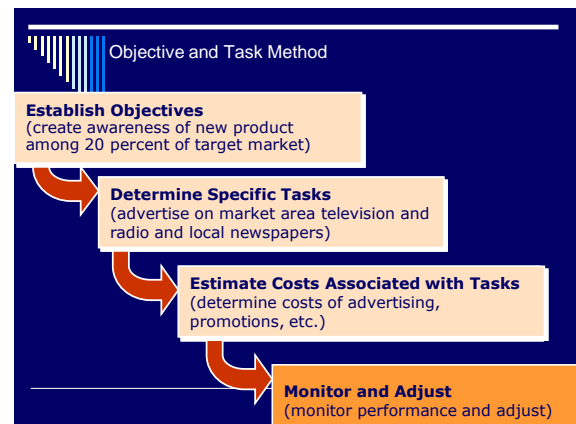 Objective and Task Method
Establish Objectives
(create awareness of new product
among 20 percent of target market)
Determine Specific Tasks
(advertise on market area television and
radio and local newspapers)
Estimate Costs Associated with Tasks
(determine costs of advertising,
promotions, etc.)
Monitor and Adjust
(monitor performance and adjust)